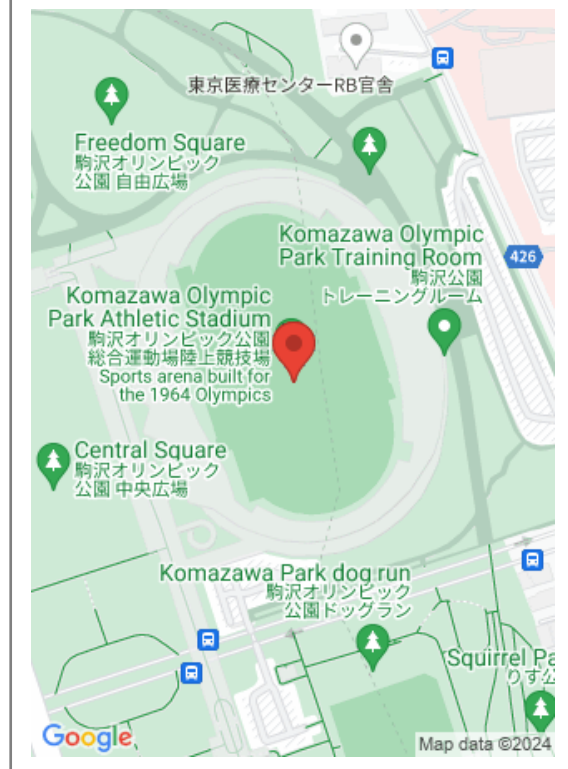 東京医療センターRB官舎
Freedom Square
駒沢オリンピック
公園 自由広場
Komazawa Olympic
Park Training Room
駒沢公園
トレーニングルーム
426
Komazawa Olympic
Park Athletic Stadium
駒沢オリンピック公園
総合運動場陸上競技場
Sports arena built for
the 1964 Olympics
Central Square
駒沢オリンピック
公園 中央広場
Komazawa Park dog run
駒沢オリンピック
公園ドッグラン
Squirrel Pa
りす公
Google
Map data ©2024